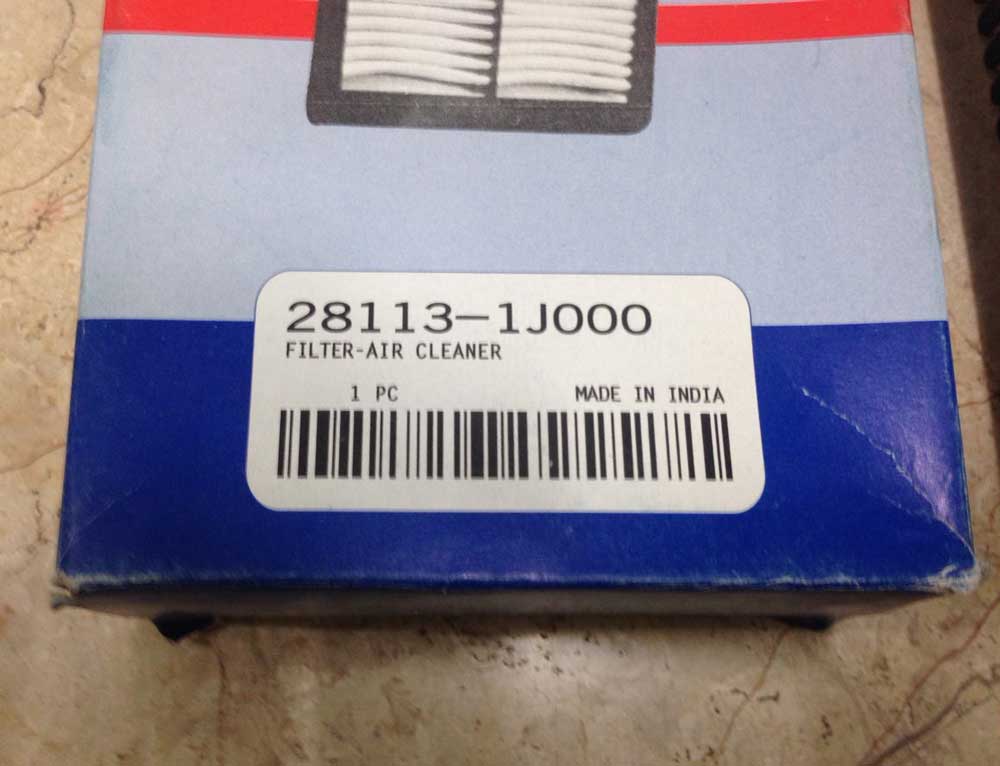 28113-1J000
FILTER-AIR CLEANER
1 PC MADE IN INDIA